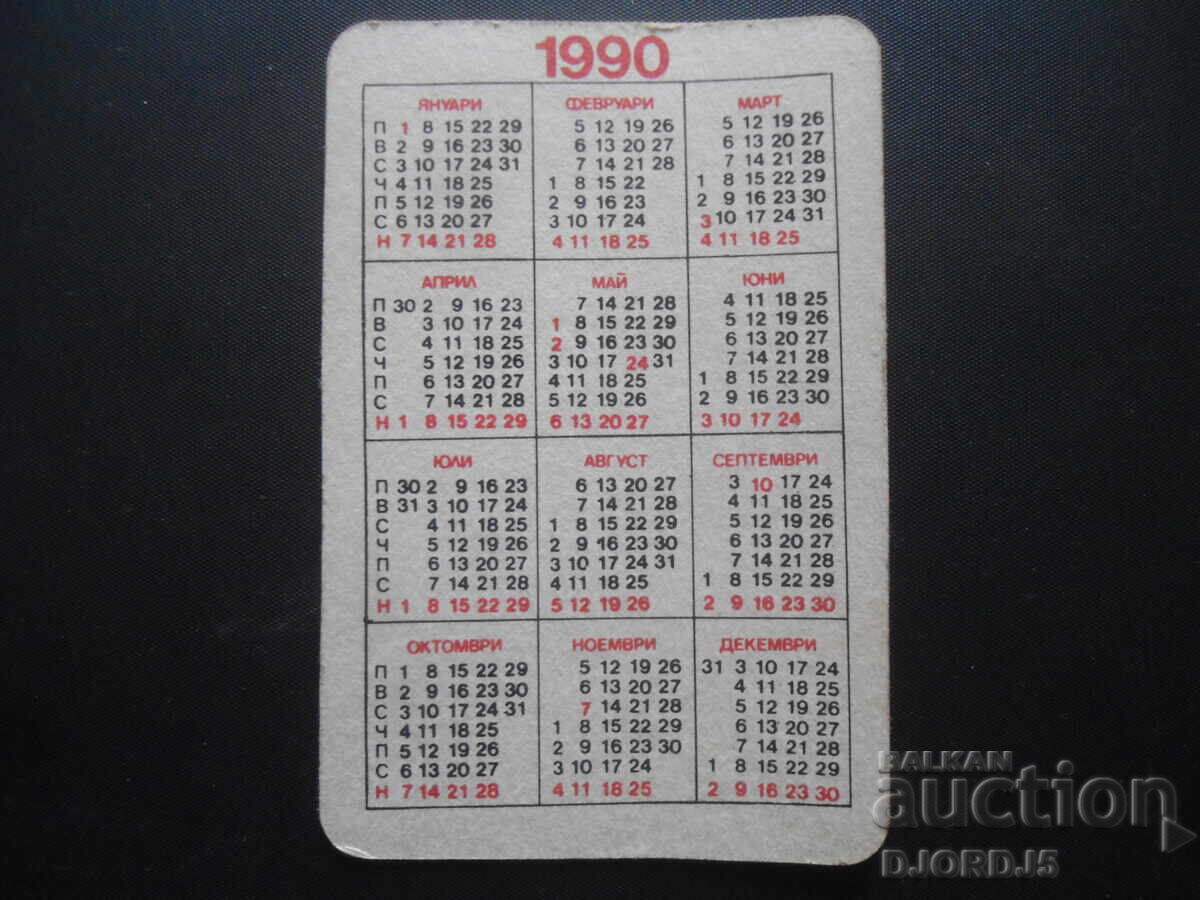 1990
ЯНУАРИ
П 1 8 15 22 29
В 2 9 16 23 30
С 3 10 17 24 31
Ч 4 11 18 25
П 5 12 19 26
С 6 13 20 27
Н 7 14 21 28
ФЕВРУАРИ
5 12 19 26
6 13 20 27
7 14 21 28
1 8 15 22
2 9 16 23
3 10 17 24
4 11 18 25
МАРТ
5 12 19 26
6 13 20 27
7 14 21 28
1 8 15 22 29
2 9 16 23 30
3 10 17 24 31
4 11 18 25
АПРИЛ
П 30 2 9 16 23
В 3 10 17 24
С 4 11 18 25
Ч 5 12 19 26
П 6 13 20 27
С 7 14 21 28
Н 1 8 15 22 29
МАЙ
7 14 21 28
1 8 15 22 29
2 9 16 23 30
3 10 17 24 31
4 11 18 25
5 12 19 26
6 13 20 27
ЮНИ
4 11 18 25
5 12 19 26
6 13 20 27
7 14 21 28
1 8 15 22 29
2 9 16 23 30
3 10 17 24
ЮЛИ
П 30 2 9 16 23
В 31 3 10 17 24
С 4 11 18 25
Ч 5 12 19 26
П 6 13 20 27
С 7 14 21 28
Н 1 8 15 22 29
АВГУСТ
6 13 20 27
7 14 21 28
1 8 15 22 29
2 9 16 23 30
3 10 17 24 31
4 11 18 25
5 12 19 26
СЕПТЕМВРИ
3 10 17 24
4 11 18 25
5 12 19 26
6 13 20 27
7 14 21 28
1 8 15 22 29
2 9 16 23 30
ОКТОМВРИ
П 1 8 15 22 29
В 2 9 16 23 30
С 3 10 17 24 31
Ч 4 11 18 25
П 5 12 19 26
С 6 13 20 27
Н 7 14 21 28
НОЕМВРИ
5 12 19 26
6 13 20 27
7 14 21 28
1 8 15 22 29
2 9 16 23 30
3 10 17 24
4 11 18 25
ДЕКЕМВРИ
31 3 10 17 24
4 11 18 25
5 12 19 26
6 13 20 27
7 14 21 28
1 8 15 22 29
2 9 16 23 30
BALKAN
auction
DJORDJ5